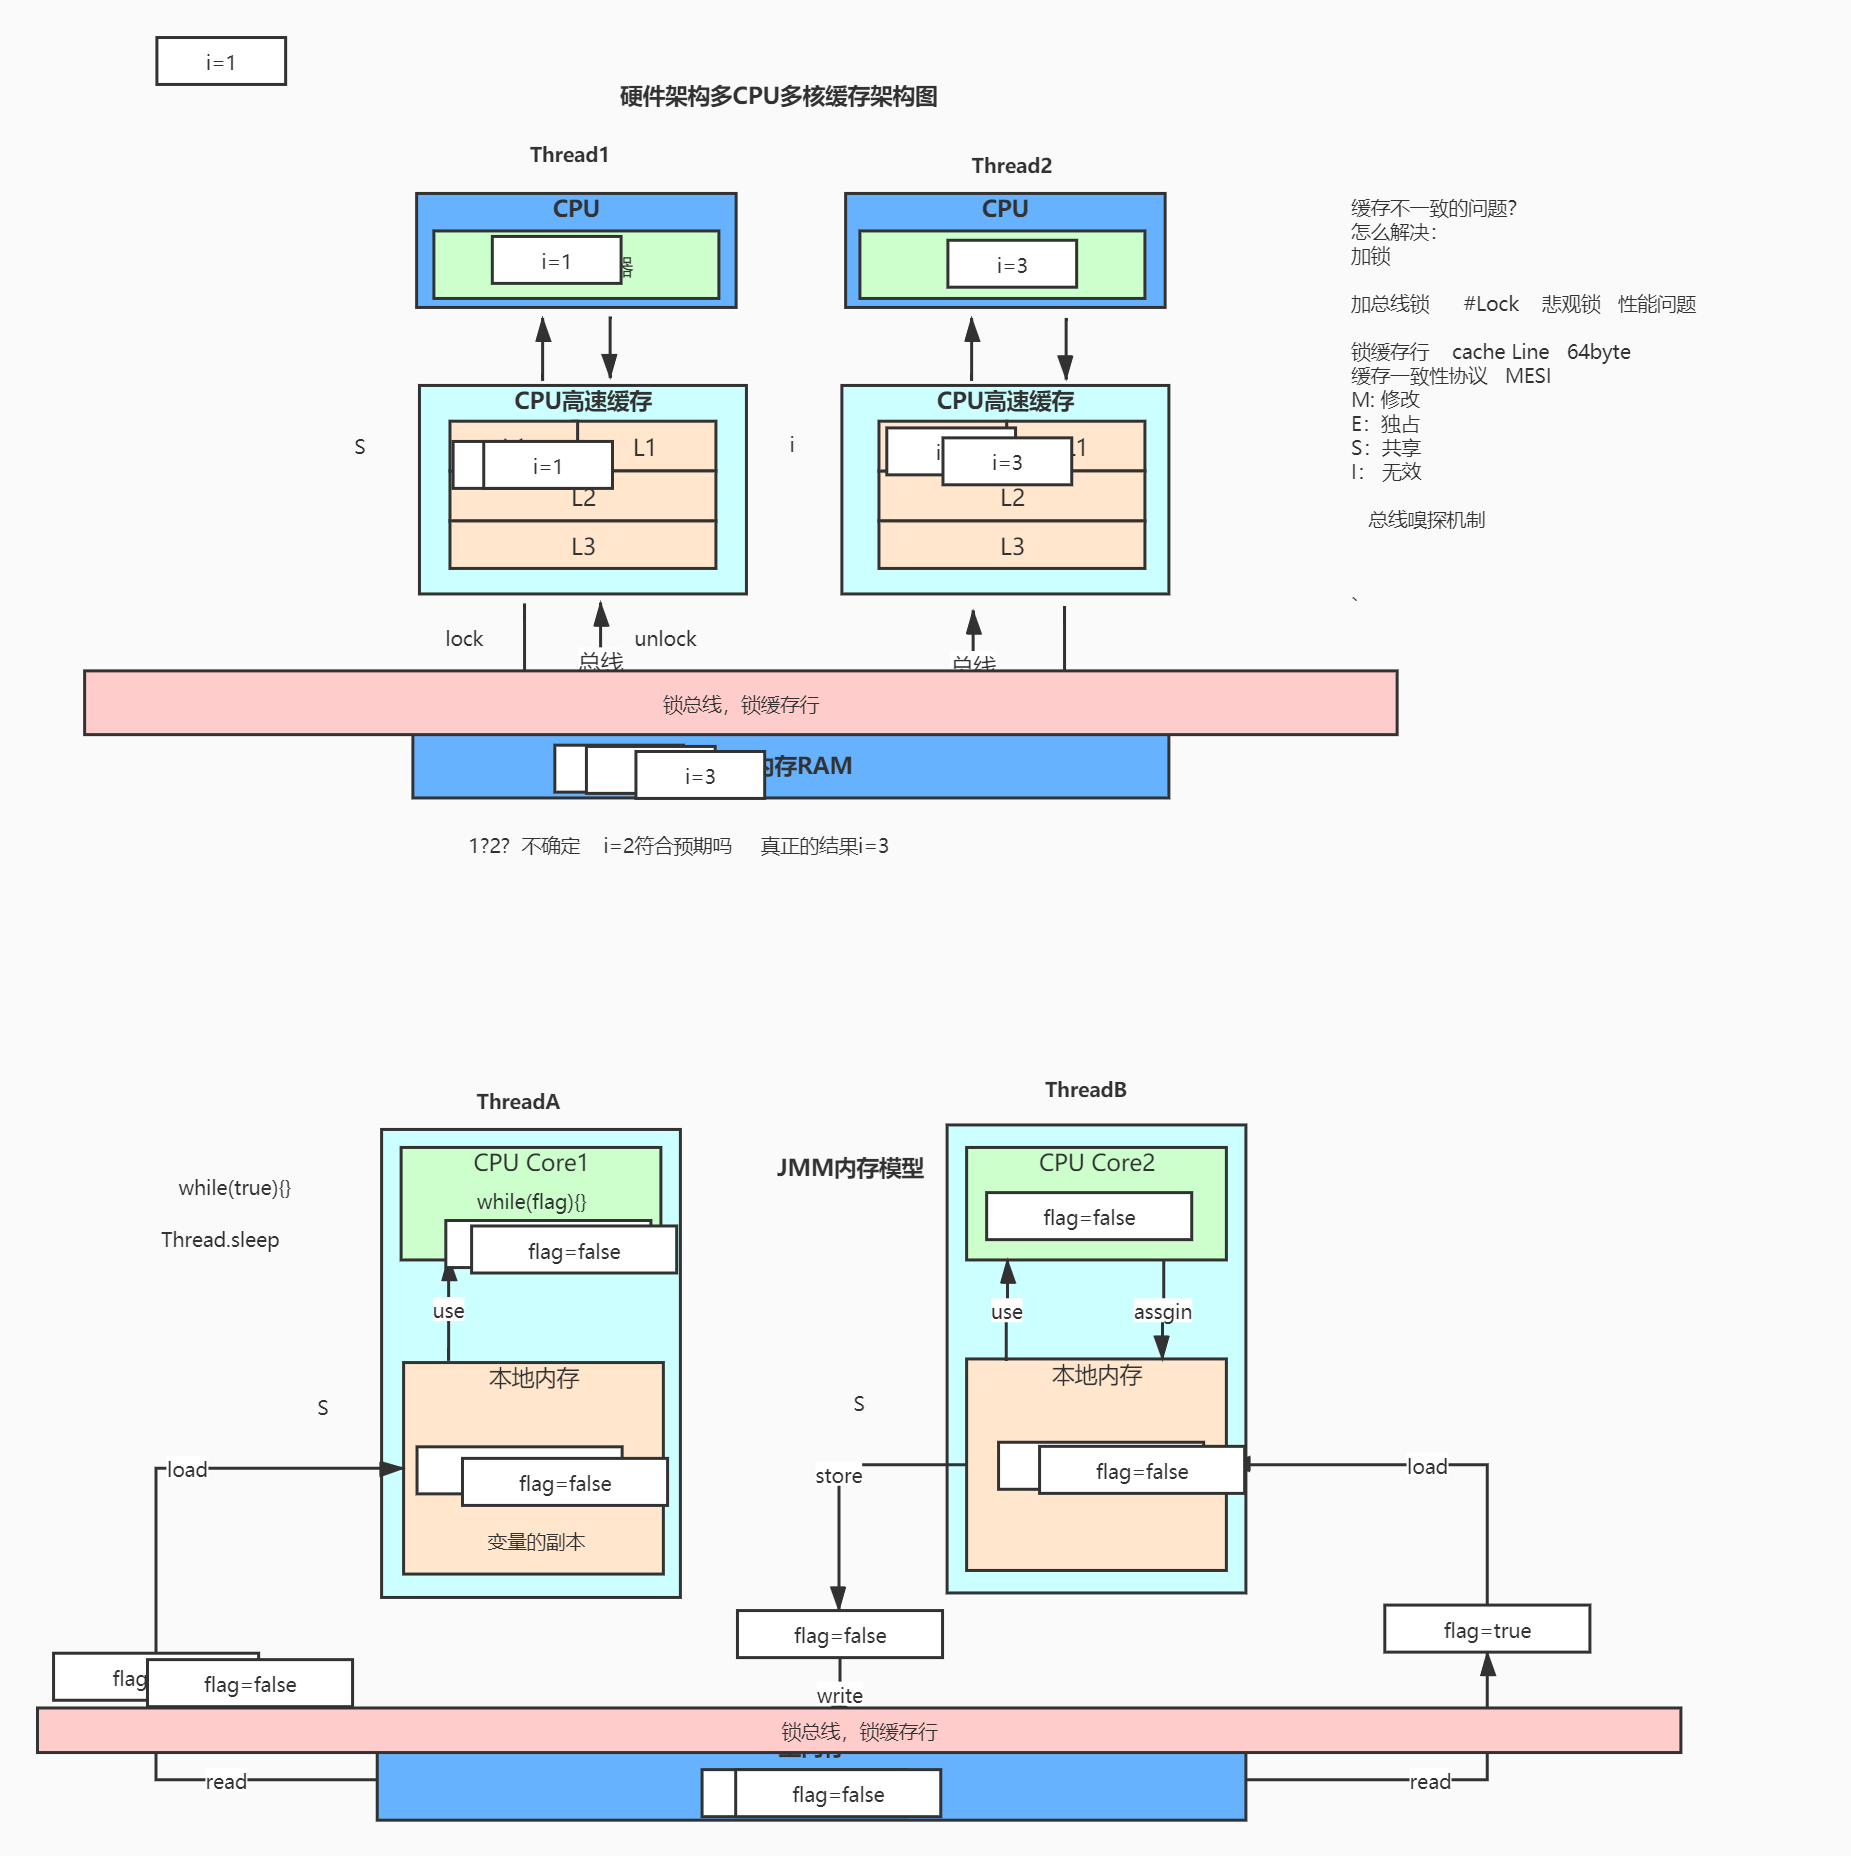 i=1
硬件架构多CPU多核缓存架构图
Thread1
Thread2
CPU
i=1
器
CPU
i=3
缓存不一致的问题?
怎么解决：
加锁
加总线锁 #Lock 悲观锁 性能问题
锁缓存行 cache Line 64byte
缓存一致性协议 MESI
M: 修改
E：独占
S：共享
I： 无效
总线嗅探机制
、
CPU高速缓存
S
L1
i=1
L2
L3
CPU高速缓存
i
i
i=3
L1
L2
L3
lock
unlock
总线
总线
锁总线，锁缓存行
内存RAM
i=3
1?2? 不确定 i=2符合预期吗 真正的结果i=3
ThreadA
ThreadB
JMM内存模型
while(true){}
Thread.sleep
CPU Core1
while(flag){}
flag=false
use
CPU Core2
flag=false
use
assgin
S
本地内存
flag=false
变量的副本
load
S
本地内存
flag=false
store
load
flag=false
write
flag=true
flag
flag=false
锁总线，锁缓存行
read
flag=false
read